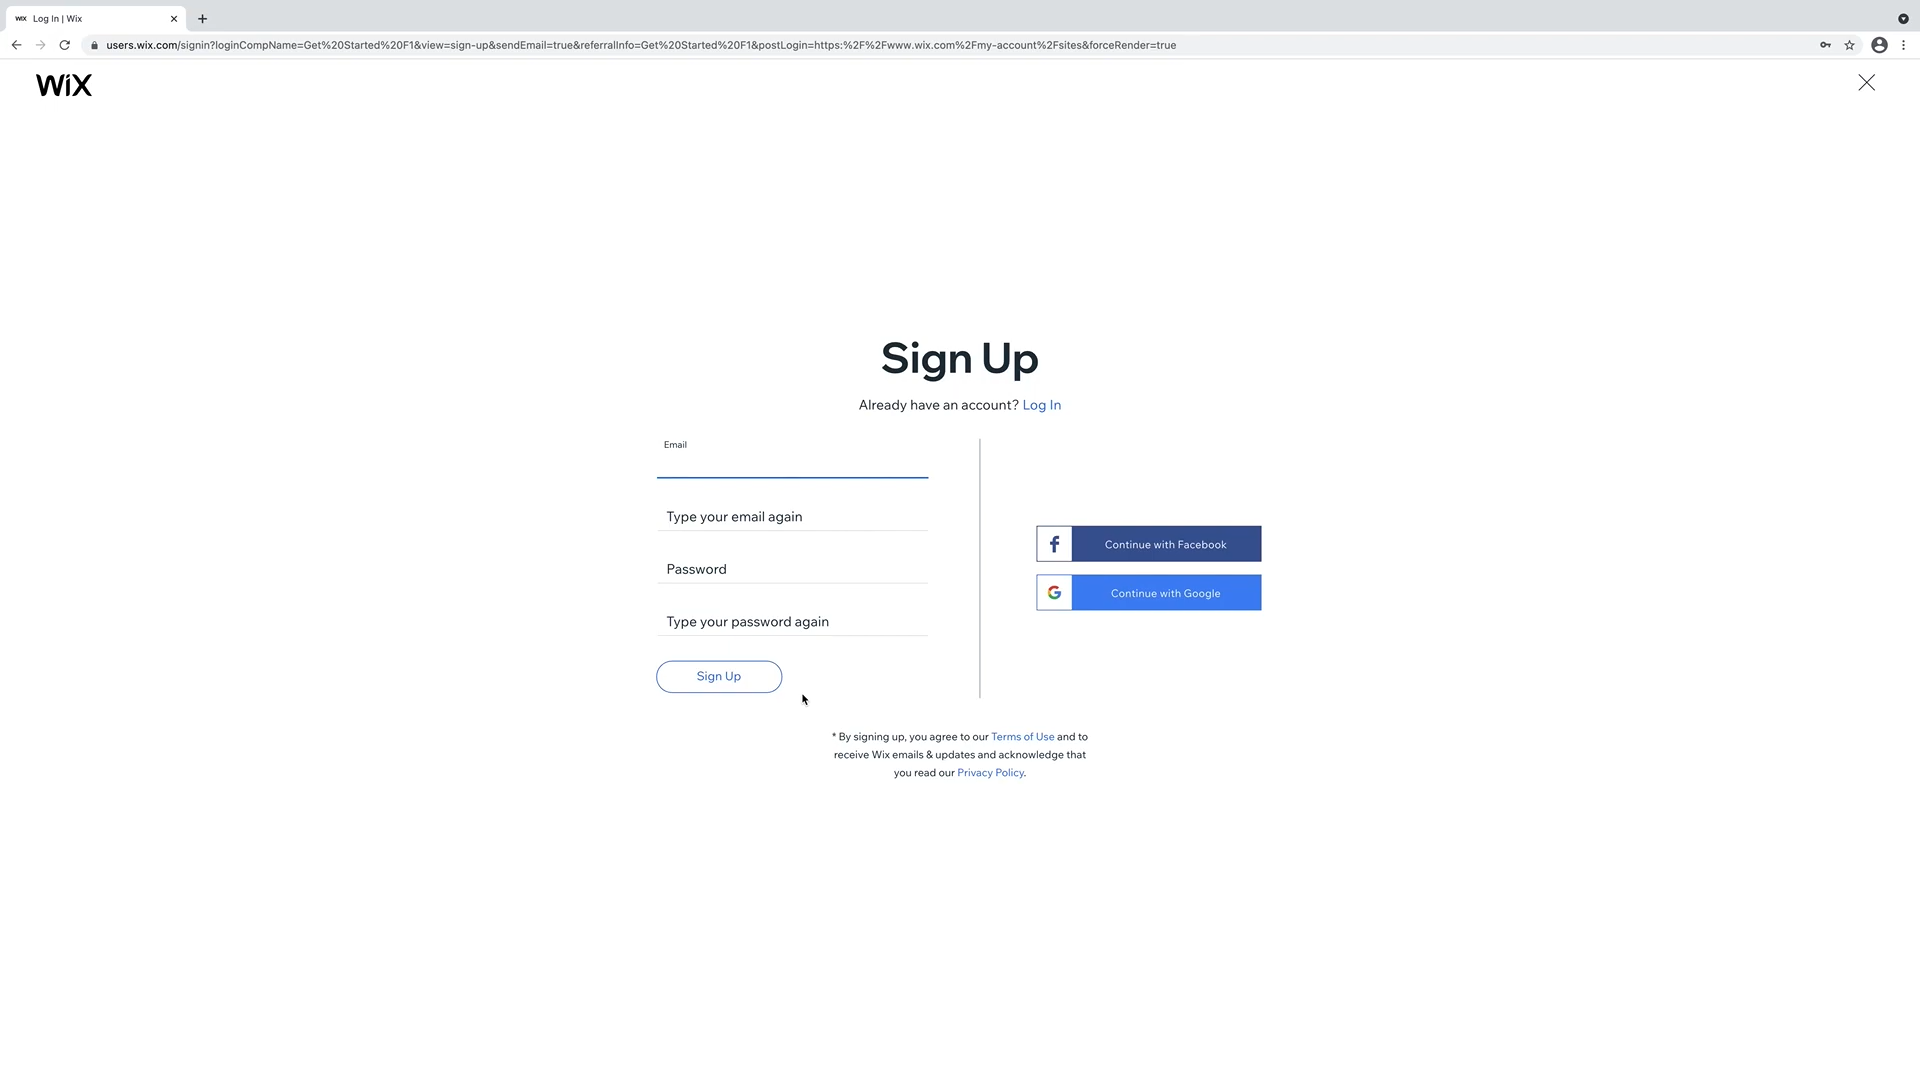 WIX Log In | Wix
users.wix.com/signin?loginCompName=Get%20Started%20F1&view=sign-up&sendEmail=true&referralInfo=Get%20Started%20F1&postLogin=https:%2F%2Fwww.wix.com%2Fmy-account%2Fsites&forceRender=true
WiX
Sign Up
Already have an account? Log In
Email
Type your email again
Password
Type your password again
Sign Up
f Continue with Facebook
G Continue with Google
* By signing up, you agree to our Terms of Use and to
receive Wix emails & updates and acknowledge that
you read our Privacy Policy.